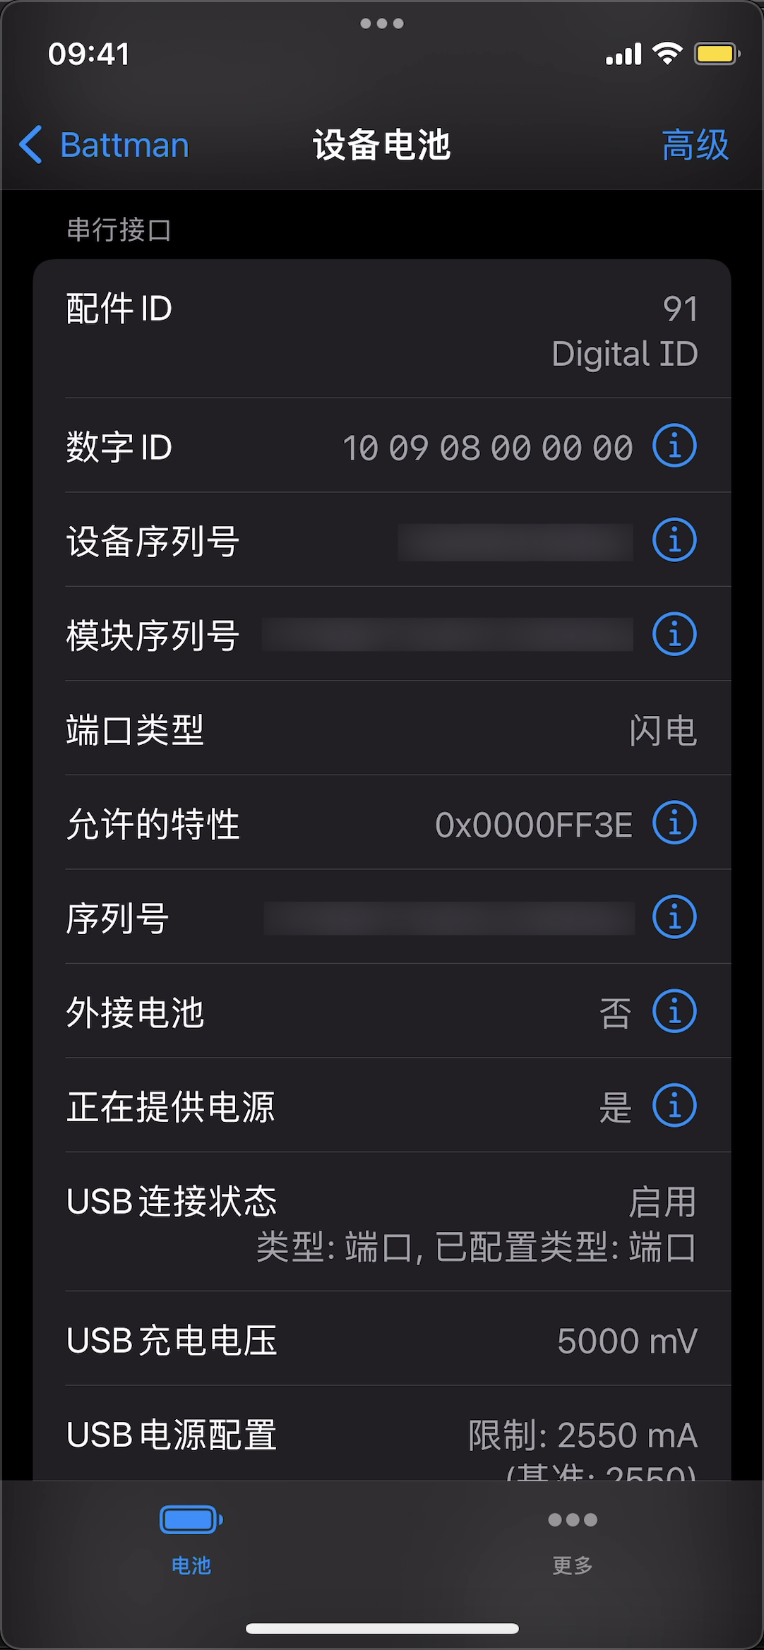 09:41
Battman
设备电池
高级
串行接口
配件 ID
91
Digital ID
数字 ID
10 09 08 00 00 00
设备序列号
模块序列号
端口类型
闪电
允许的特性
0x0000FF3E
序列号
外接电池
否
正在提供电源
是
USB 连接状态
启用
类型: 端口, 已配置类型: 端口
USB 充电电压
5000 mV
USB 电源配置
限制: 2550 mA
(基准: 2550)
电池
更多